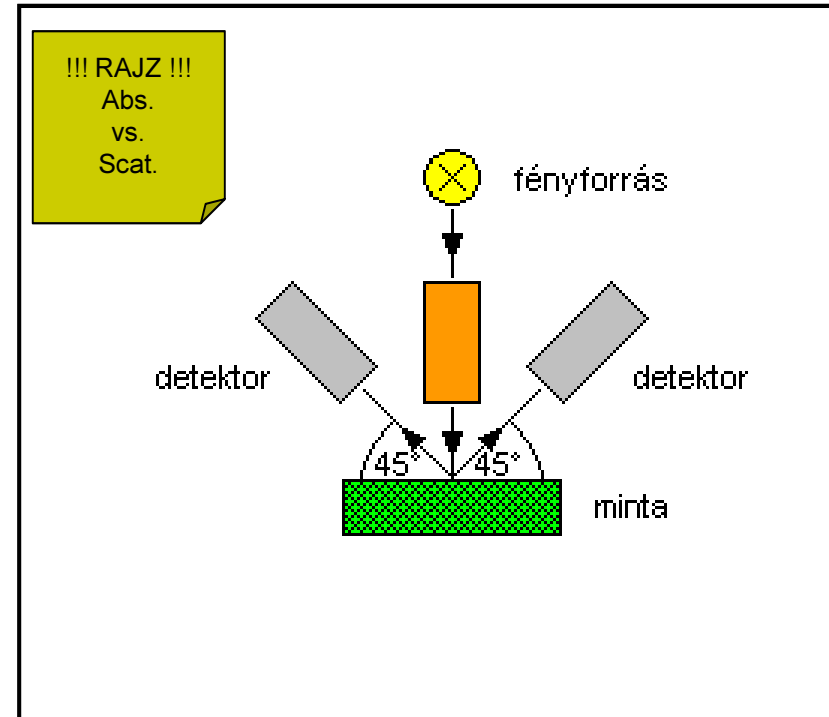 !!! RAJZ !!!
Abs.
vs.
Scat.
fényforrás
detektor
detektor
45°
45°
minta